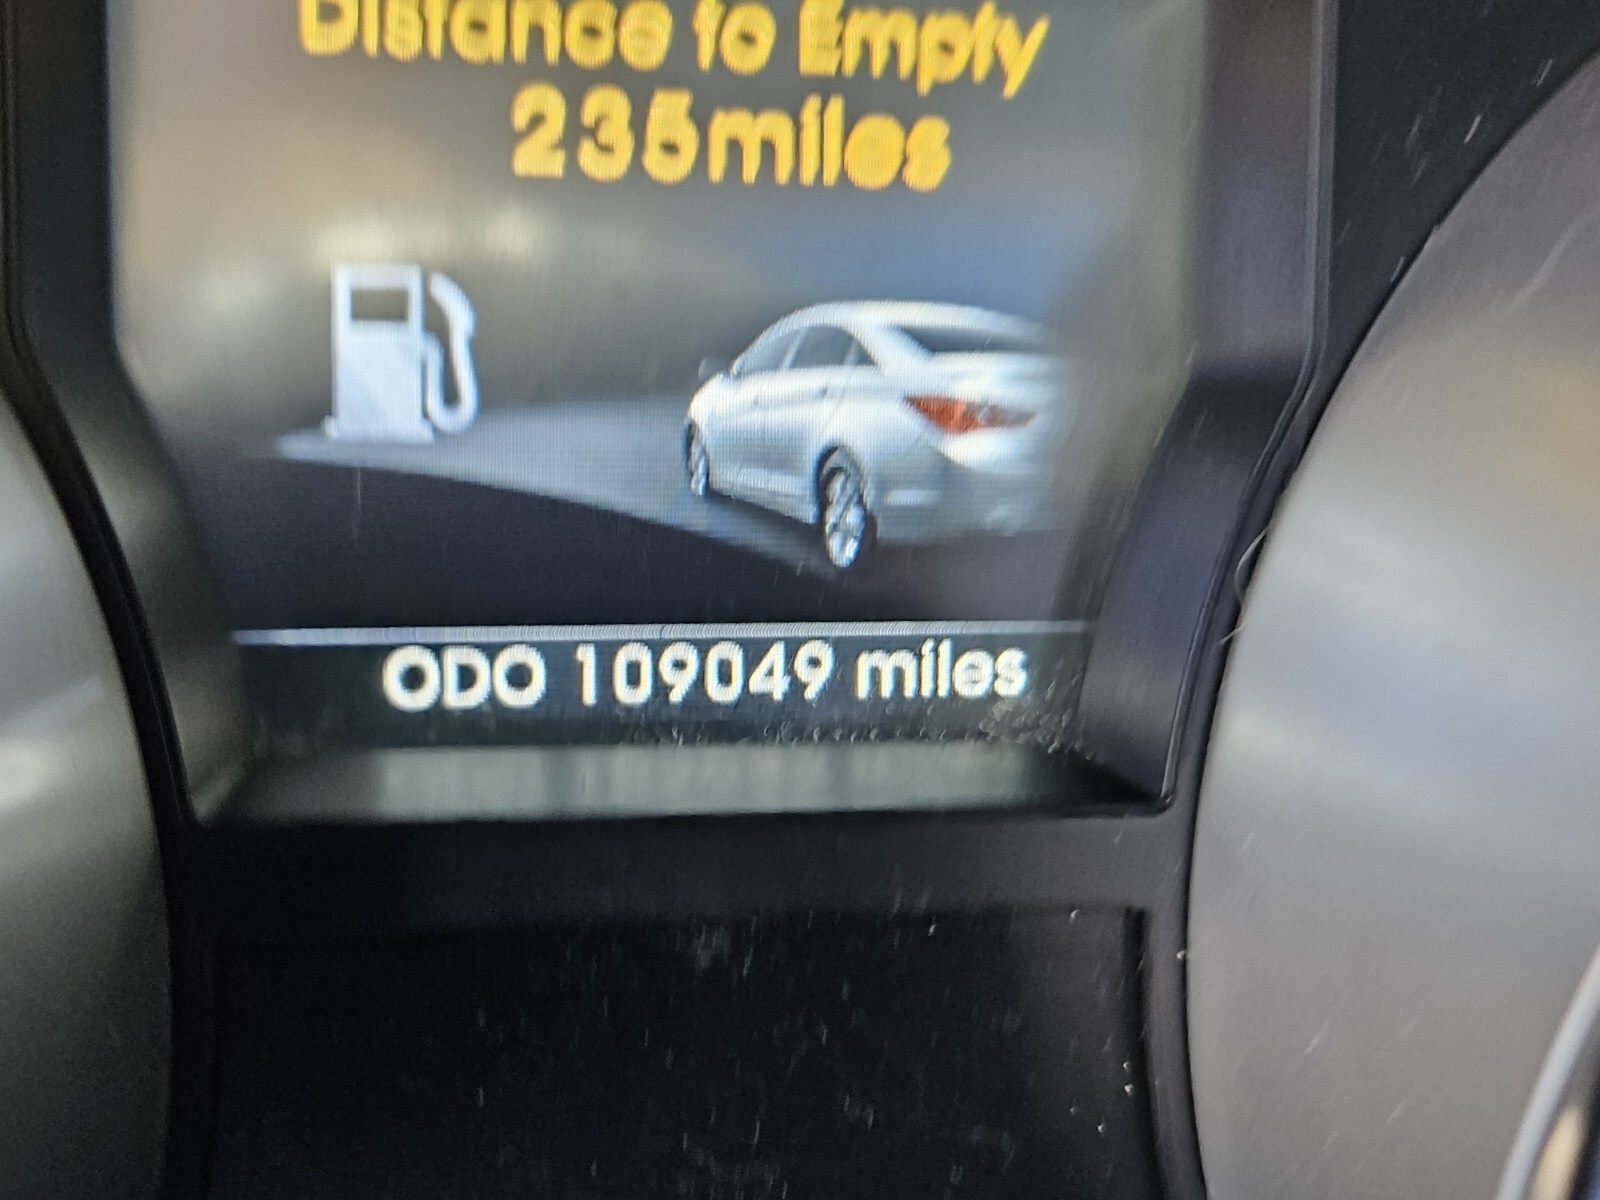 Distance to Empty
235miles
ODO 109049 miles